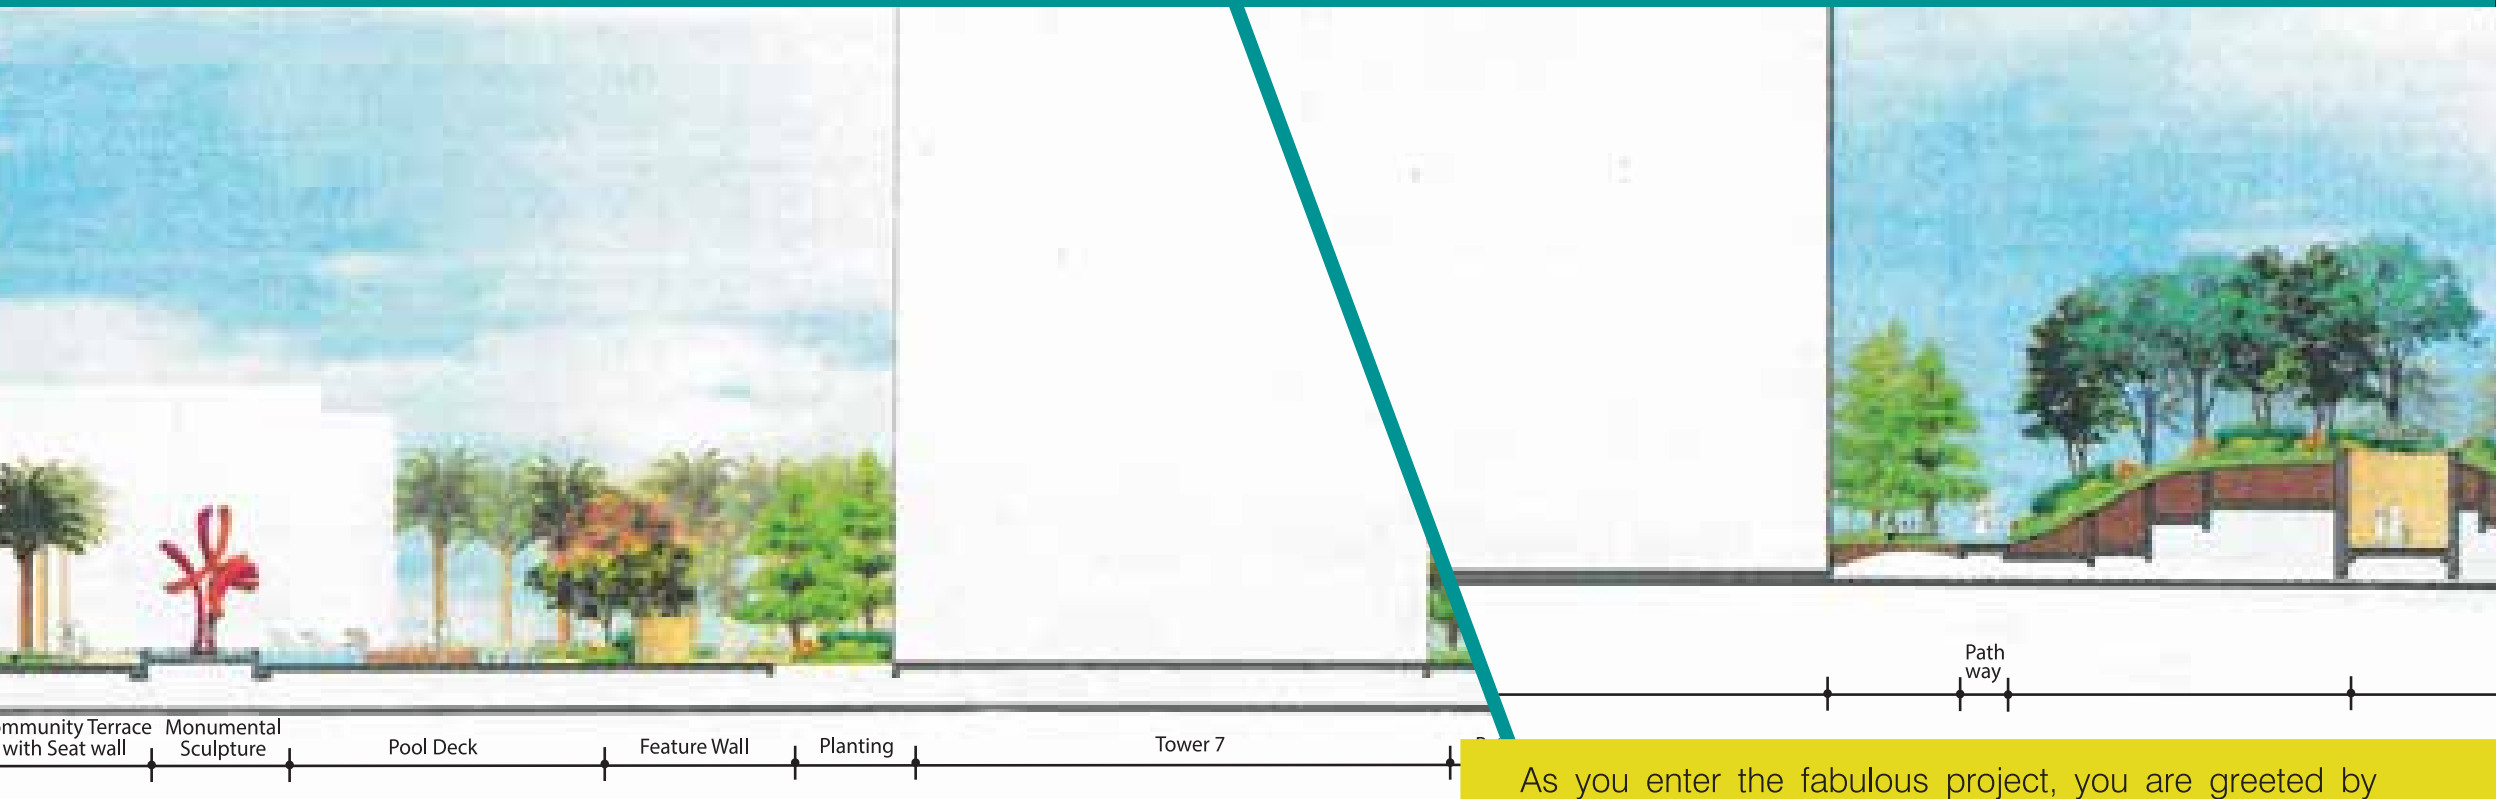 Path
way
mmunity Terrace
with Seat wall
Monumental
Sculpture
Pool Deck
Feature Wall
Planting
Tower 7
As you enter the fabulous project, you are greeted by